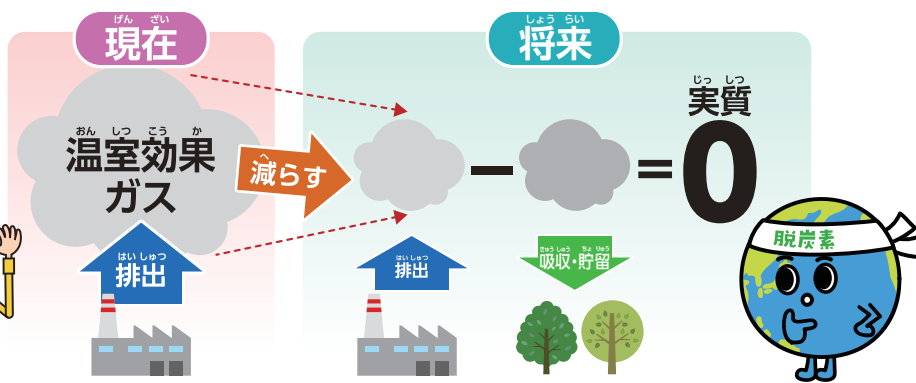 げん ざい
現在
おん しつ こう か
温室効果
ガス
はい しゅつ
排出
へ
減らす
しょう らい
将来
じっ しつ
実質
− = 0
はい しゅつ
排出
きゅう しゅう ちょ りゅう
吸収・貯留
脱炭素